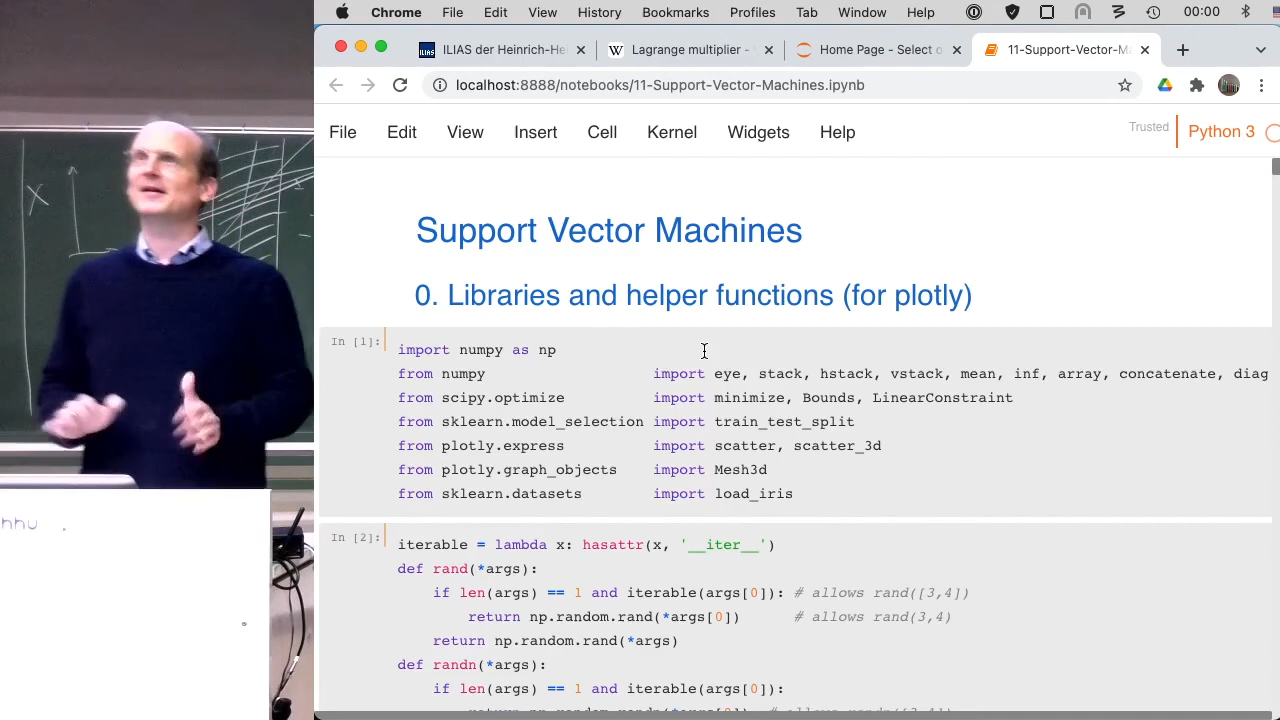 Chrome File Edit View History Bookmarks Profiles Tab Window Help 00:00
ILIAS der Heinrich-Hei
Lagrange multiplier -
Home Page - Select o
11-Support-Vector-Ma
localhost:8888/notebooks/11-Support-Vector-Machines.ipynb
File Edit View Insert Cell Kernel Widgets Help
Trusted
Python 3
X
Support Vector Machines
0. Libraries and helper functions (for plotly)
In [1]:
import numpy as np
from numpy import eye, stack, hstack, vstack, mean, inf, array, concatenate, diag
from scipy.optimize import minimize, Bounds, LinearConstraint
from sklearn.model_selection import train_test_split
from plotly.express import scatter, scatter_3d
from plotly.graph_objects import Mesh3d
from sklearn.datasets import load_iris
hhu
In [2]:
iterable = lambda x: hasattr(x, '__iter__')
def rand(*args):
if len(args) == 1 and iterable(args[0]): # allows rand([3,4])
return np.random.rand(*args[0]) # allows rand(3,4)
return np.random.rand(*args)
def randn(*args):
if len(args) == 1 and iterable(args[0]):